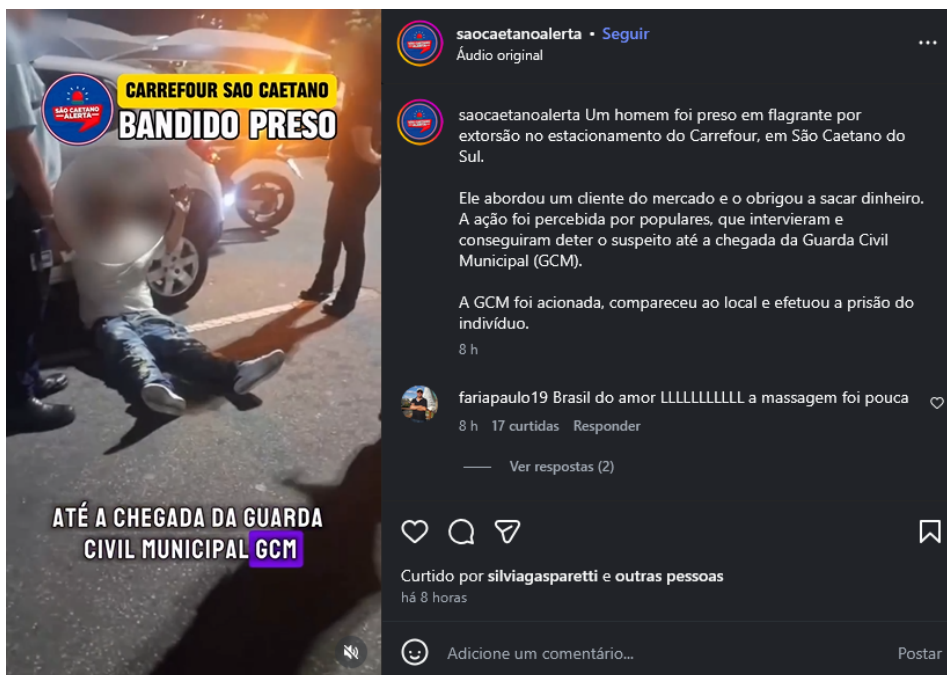 CARREFOUR SAO CAETANO
BANDIDO PRESO
SÃO CAETANO
ALERTA
ATÉ A CHEGADA DA GUARDA
CIVIL MUNICIPAL GCM
saocaetanoalerta • Seguir
Áudio original
saocaetanoalerta Um homem foi preso em flagrante por
extorsão no estacionamento do Carrefour, em São Caetano do
Sul.
Ele abordou um cliente do mercado e o obrigou a sacar dinheiro.
A ação foi percebida por populares, que intervieram e
conseguiram deter o suspeito até a chegada da Guarda Civil
Municipal (GCM).
A GCM foi acionada, compareceu ao local e efetuou a prisão do
indivíduo.
8 h
fariapaulo19 Brasil do amor LLLLLLLLLLL a massagem foi pouca
8 h 17 curtidas Responder
Ver respostas (2)
Curtido por silviagasparetti e outras pessoas
há 8 horas
Adicione um comentário...
Postar